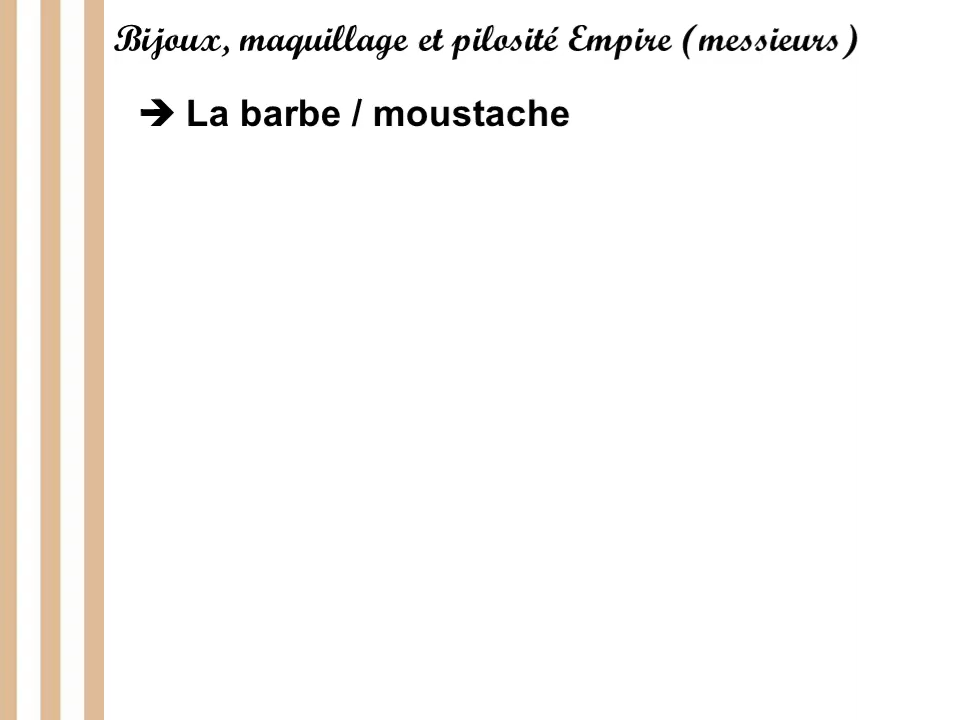 Bijoux, maquillage et pilosité Empire (messieurs)
➔ La barbe / moustache